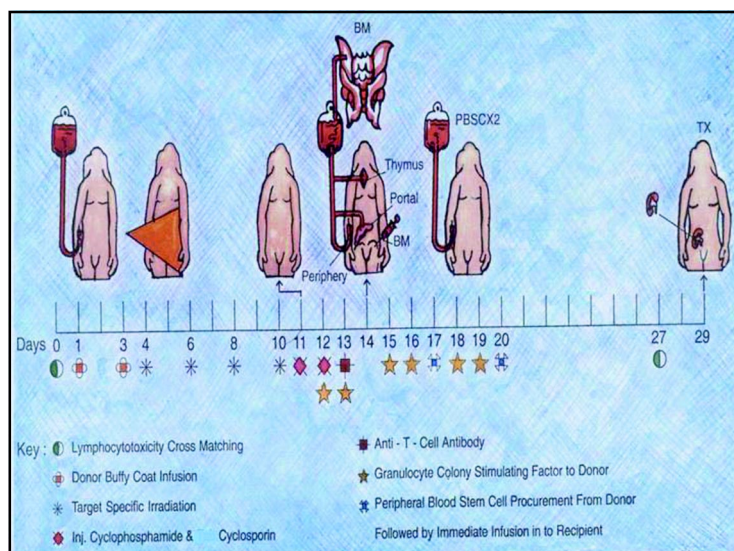 BM
PBSCX2
TX
Thymus
Portal
BM
Periphery
Days 0 1 3 4 6 8 10 11 12 13 14 15 16 17 18 19 20 27 29
Key :
Lymphocytotoxicity Cross Matching
Donor Buffy Coat Infusion
Target Specific Irradiation
Inj. Cyclophosphamide & Cyclosporin
Anti - T - Cell Antibody
Granulocyte Colony Stimulating Factor to Donor
Peripheral Blood Stem Cell Procurement From Donor
Followed by Immediate Infusion in to Recipient